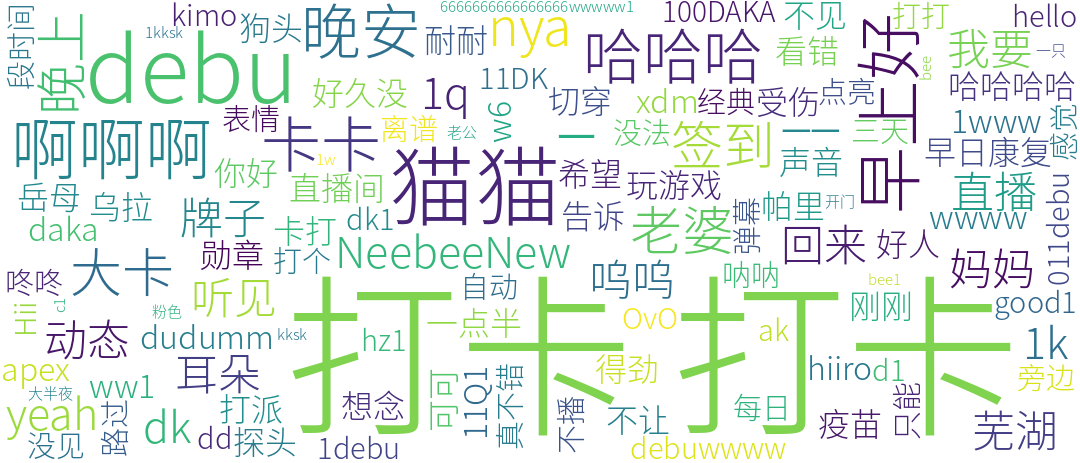 6666666666666666wwwww1
kimo
100DAKA
不见
打打
hello
段时间
晚上
1kksk
狗头
晚安
耐耐
nya
哈哈哈
看错
早上好
我要
一只
debu
好久没
1q
11DK
切穿
xdm
经典
受伤
点亮
bee
哈哈哈哈
啊啊啊
表情
卡卡
离谱
老公
w6
一
没法
签到
一一
三天
1www
感觉
你好
1w
猫猫
声音
早日康复
岳母
乌拉
牌子
直播间
希望
玩游戏
帕里
开门
直播
daka
卡打
dk1
告诉
老婆
弹幕
wwww
011debu
大卡
勋章
打个
NeebeeNew
回来
好人
妈妈
咚咚
听见
自动
呜呜
呐呐
bee1
Hii
c1
粉色
打卡
打卡
一点半
OvO
刚刚
good1
动态
dudumm
kksk
hz1
ak
1k
apex
ww1
耳朵
得劲
hiiro
d1
旁边
大半夜
yeah
路过
dk
打派
想念
可可
11Q1
真不错
不播
不让
每日
疫苗
只能
芜湖
没见
dd
探头
1debu
debuwwww